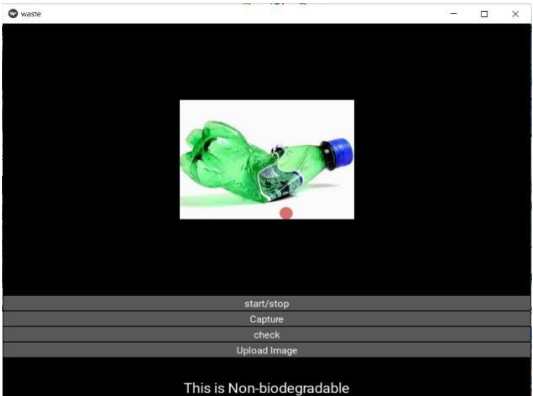 waste
start/stop
Capture
check
Upload Image
This is Non-biodegradable